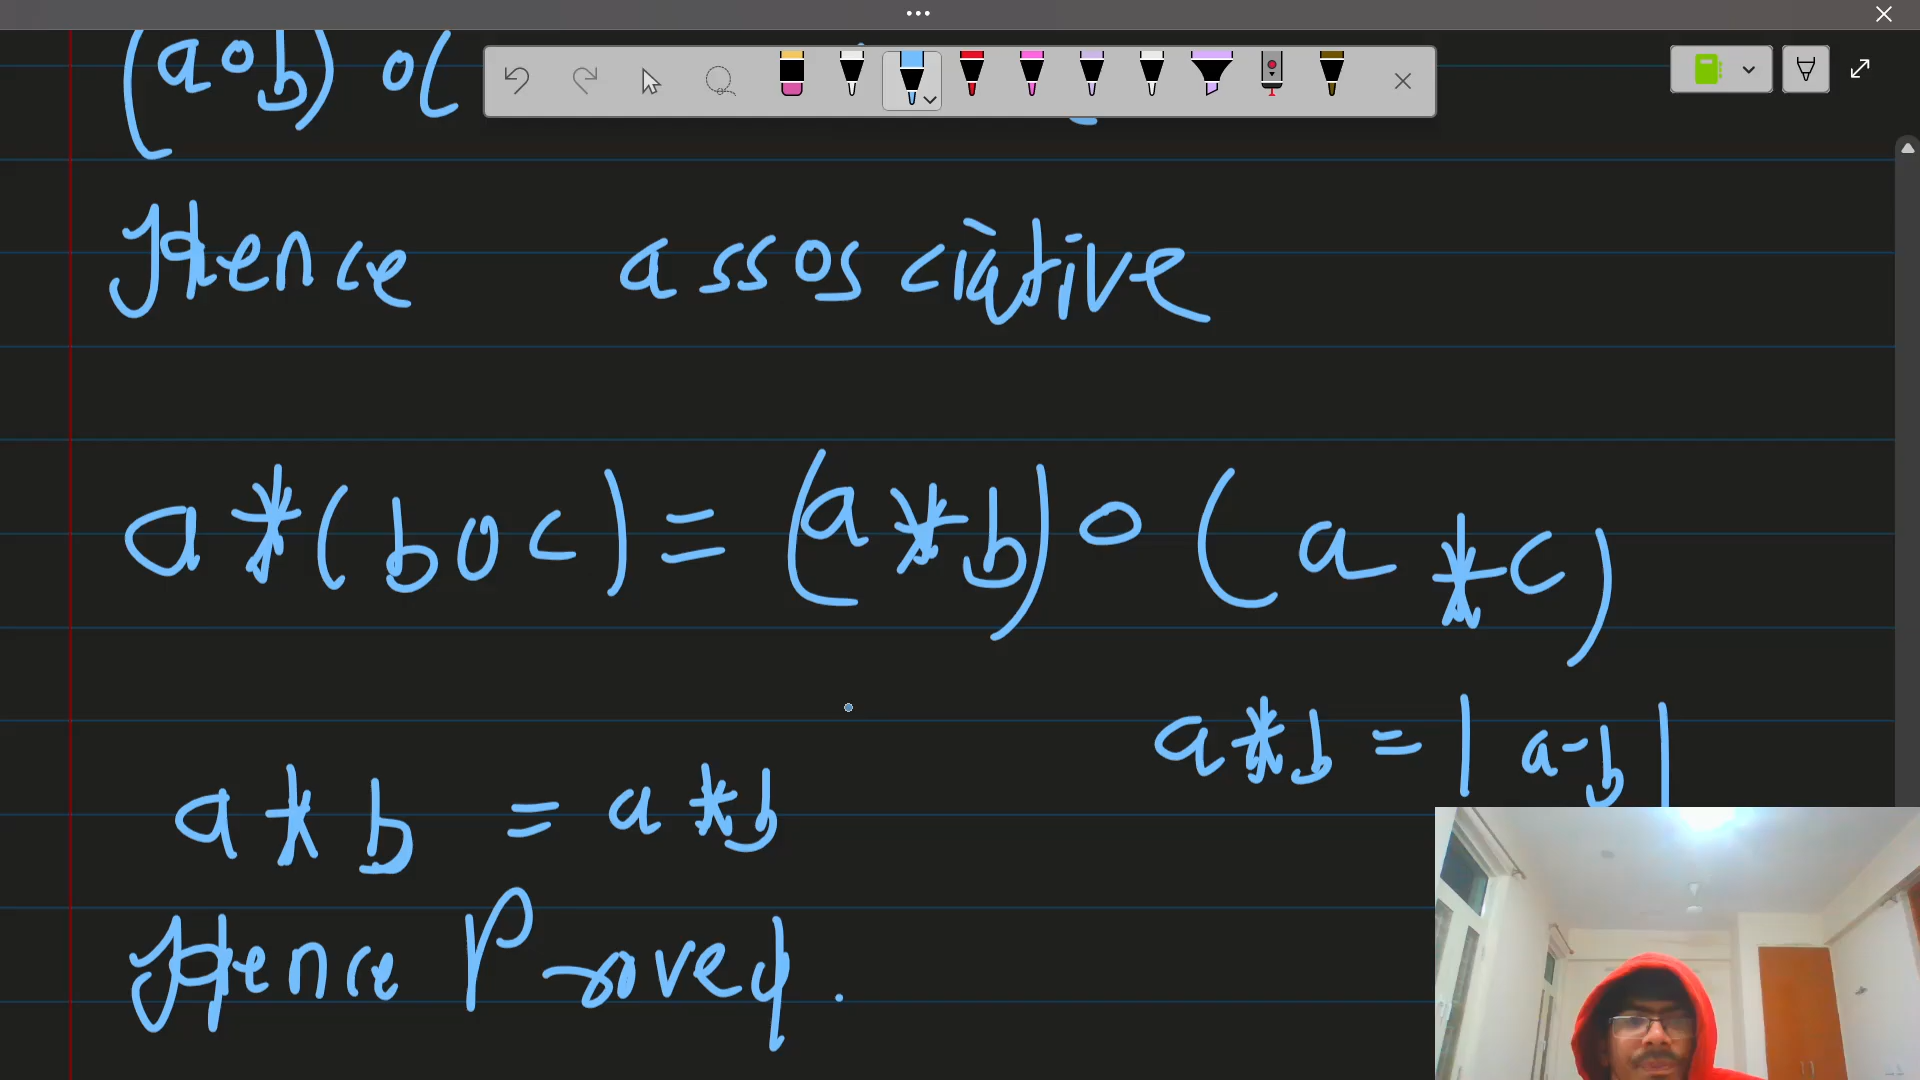 (a o b) o c
Hence assosciative
a * (b o c) = (a * b) o (a * c)
a * b = |a - b|
a * b = a * b
Hence Proved.